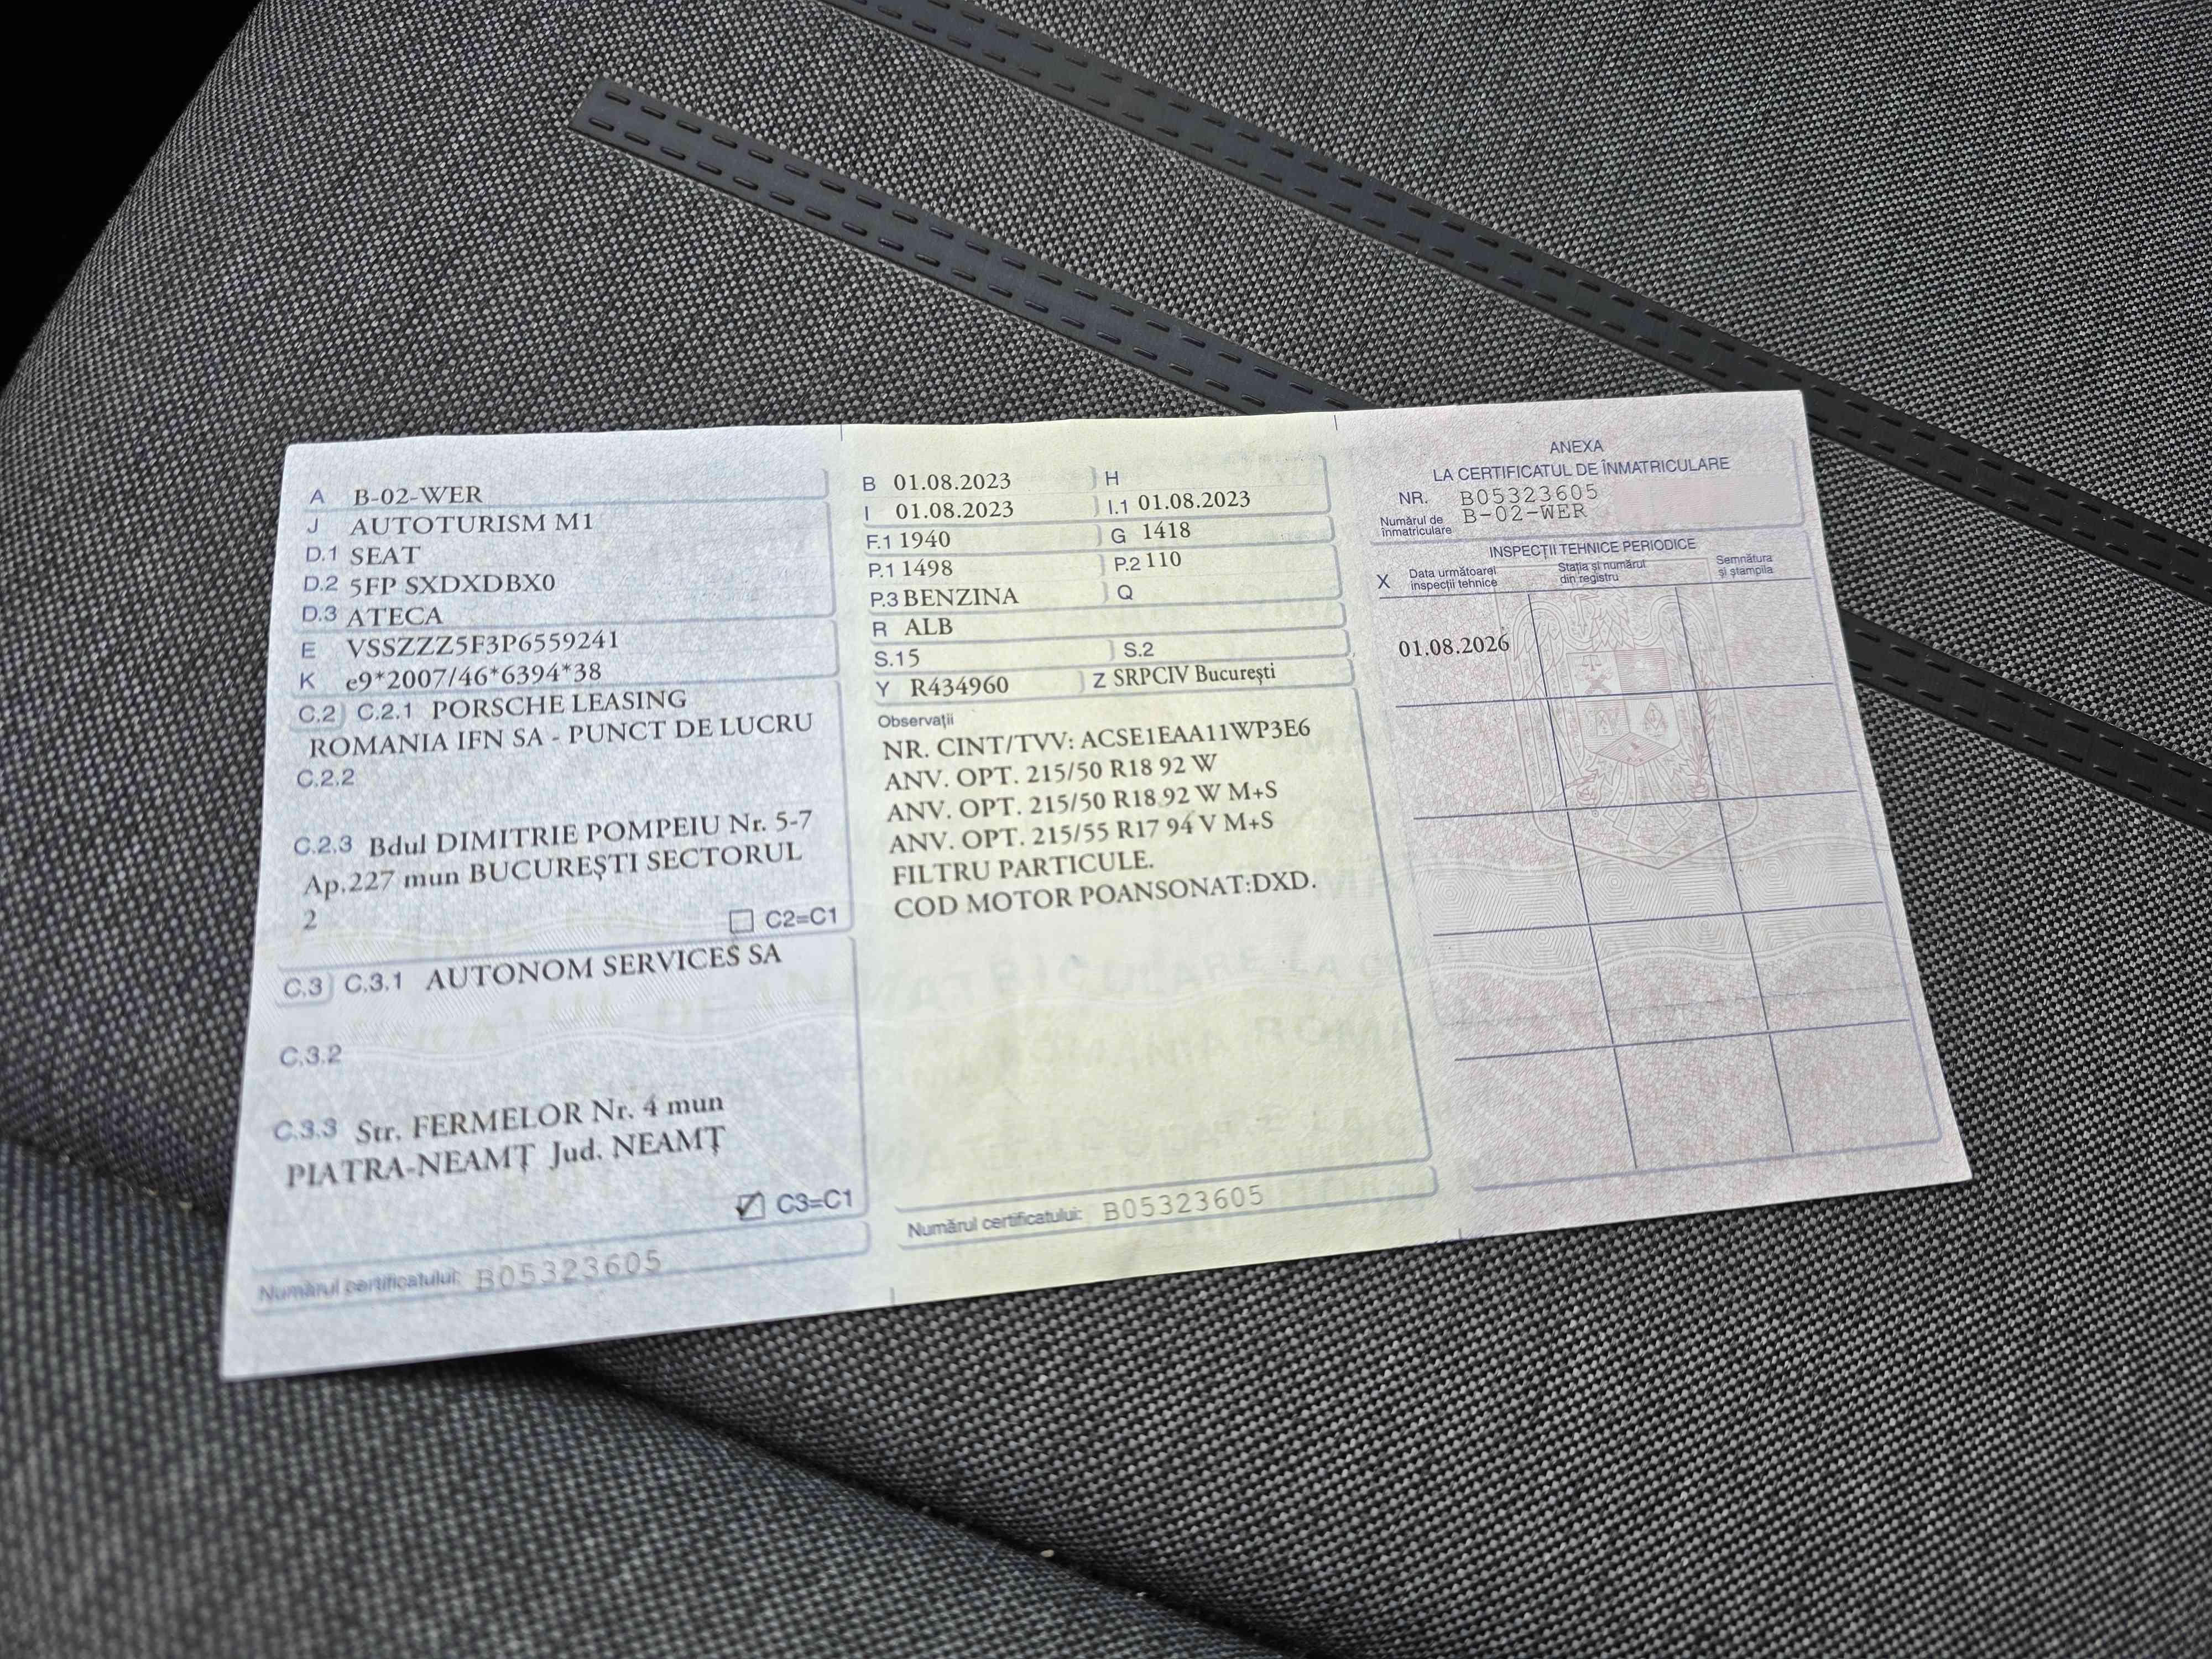 A B-02-WER
J AUTOTURISM M1
D.1 SEAT
D.2 5FP SXDXDBX0
D.3 ATECA
E VSSZZZ5F3P6559241
K e9*2007/46*6394*38
C.2 C.2.1 PORSCHE LEASING
ROMANIA IFN SA - PUNCT DE LUCRU
C.2.2
C.2.3 Bdul DIMITRIE POMPEIU Nr. 5-7
Ap.227 mun BUCUREŞTI SECTORUL
2
C2=C1
C.3 C.3.1 AUTONOM SERVICES SA
C.3.2
C.3.3 Str. FERMELOR Nr. 4 mun
PIATRA-NEAMŢ Jud. NEAMŢ
C3=C1
Numărul certificatului: B05323605
B 01.08.2023 H
I 01.08.2023 I.1 01.08.2023
F.1 1940 G 1418
P.1 1498 P.2 110
P.3 BENZINA Q
R ALB
S.1 5 S.2
Y R434960 Z SRPCIV Bucureşti
Observaţii
NR. CINT/TVV: ACSE1EAA11WP3E6
ANV. OPT. 215/50 R18 92 W
ANV. OPT. 215/50 R18 92 W M+S
ANV. OPT. 215/55 R17 94 V M+S
FILTRU PARTICULE.
COD MOTOR POANSONAT:DXD.
Numărul certificatului: B05323605
ANEXA
LA CERTIFICATUL DE ÎNMATRICULARE
NR. B05323605
Numărul de înmatriculare B-02-WER
INSPECŢII TEHNICE PERIODICE
X Data următoarei inspecţii tehnice Staţia şi numărul din registru Semnătura şi ştampila
01.08.2026